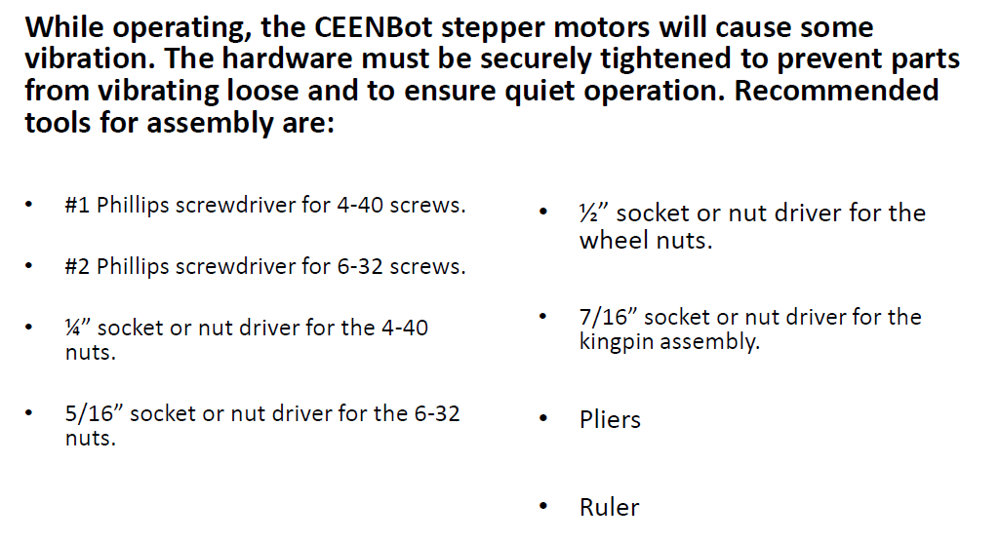 While operating, the CEENBot stepper motors will cause some
vibration. The hardware must be securely tightened to prevent parts
from vibrating loose and to ensure quiet operation. Recommended
tools for assembly are:
• #1 Phillips screwdriver for 4-40 screws.
• #2 Phillips screwdriver for 6-32 screws.
• ¼” socket or nut driver for the 4-40
nuts.
• 5/16” socket or nut driver for the 6-32
nuts.
• ½” socket or nut driver for the
wheel nuts.
• 7/16” socket or nut driver for the
kingpin assembly.
• Pliers
• Ruler